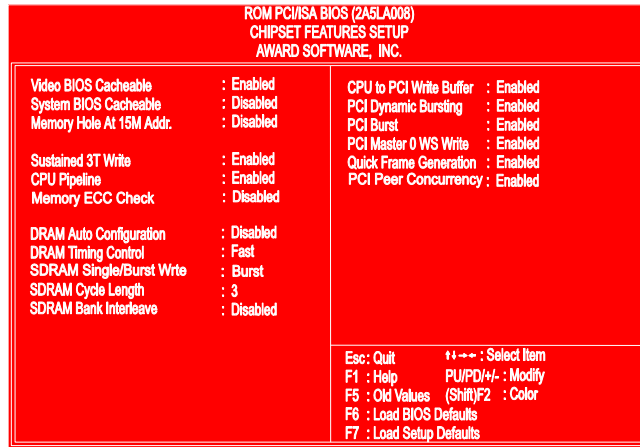 ROM PCI/ISA BIOS (2A5LA008)
CHIPSET FEATURES SETUP
AWARD SOFTWARE, INC.
Video BIOS Cacheable : Enabled
System BIOS Cacheable : Disabled
Memory Hole At 15M Addr. : Disabled
Sustained 3T Write : Enabled
CPU Pipeline : Enabled
Memory ECC Check : Disabled
DRAM Auto Configuration : Disabled
DRAM Timing Control : Fast
SDRAM Single/Burst Wrte : Burst
SDRAM Cycle Length : 3
SDRAM Bank Interleave : Disabled
CPU to PCI Write Buffer : Enabled
PCI Dynamic Bursting : Enabled
PCI Burst : Enabled
PCI Master 0 WS Write : Enabled
Quick Frame Generation : Enabled
PCI Peer Concurrency : Enabled
Esc : Quit ↑↓→← : Select Item
F1 : Help PU/PD/+/- : Modify
F5 : Old Values (Shift)F2 : Color
F6 : Load BIOS Defaults
F7 : Load Setup Defaults